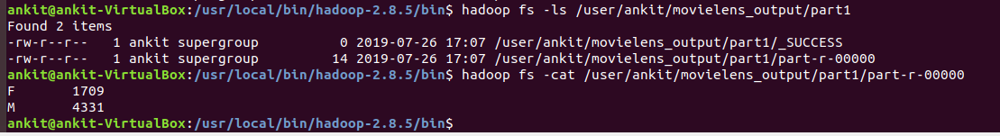 ankit@ankit-VirtualBox:/usr/local/bin/hadoop-2.8.5/bin$ hadoop fs -ls /user/ankit/movielens_output/part1
Found 2 items
-rw-r--r--   1 ankit supergroup          0 2019-07-26 17:07 /user/ankit/movielens_output/part1/_SUCCESS
-rw-r--r--   1 ankit supergroup         14 2019-07-26 17:07 /user/ankit/movielens_output/part1/part-r-00000
ankit@ankit-VirtualBox:/usr/local/bin/hadoop-2.8.5/bin$ hadoop fs -cat /user/ankit/movielens_output/part1/part-r-00000
F       1709
M       4331
ankit@ankit-VirtualBox:/usr/local/bin/hadoop-2.8.5/bin$